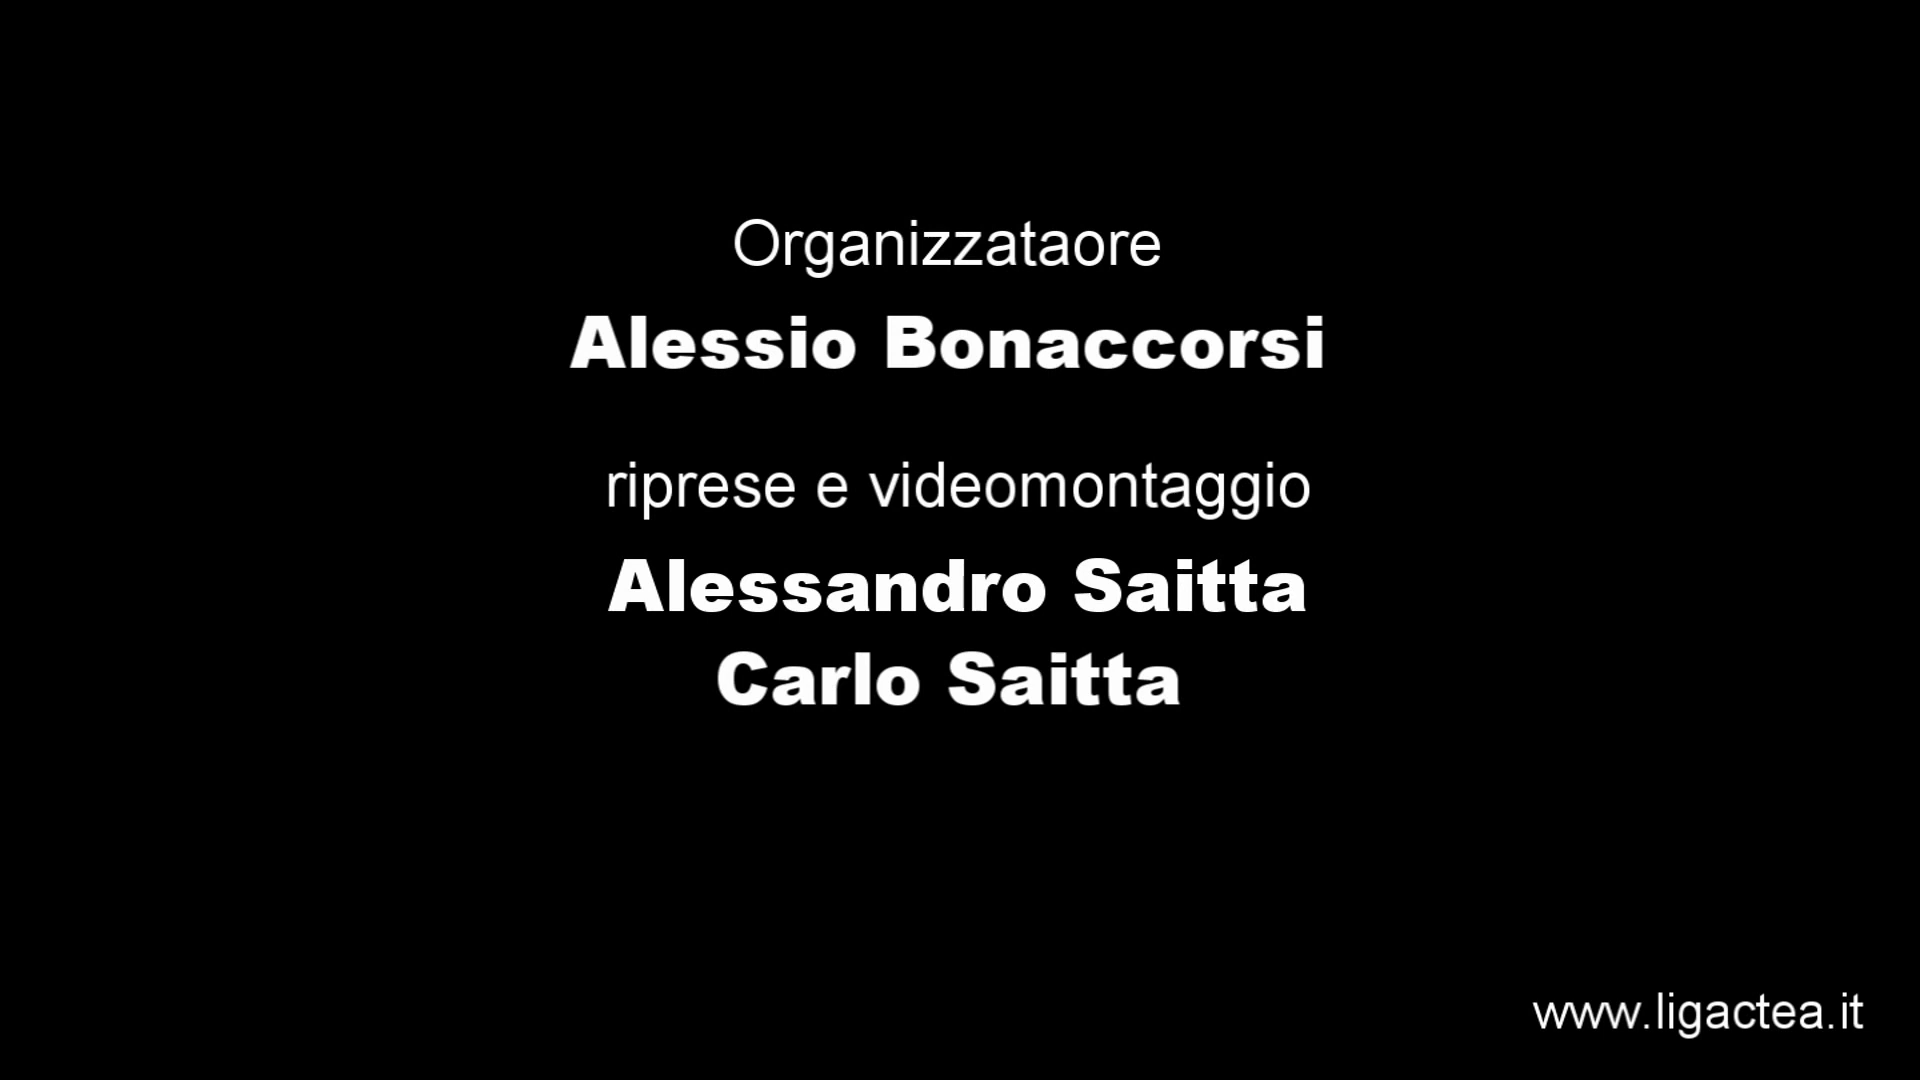 Organizzataore
Alessio Bonaccorsi
riprese e videomontaggio
Alessandro Saitta
Carlo Saitta
www.ligactea.it